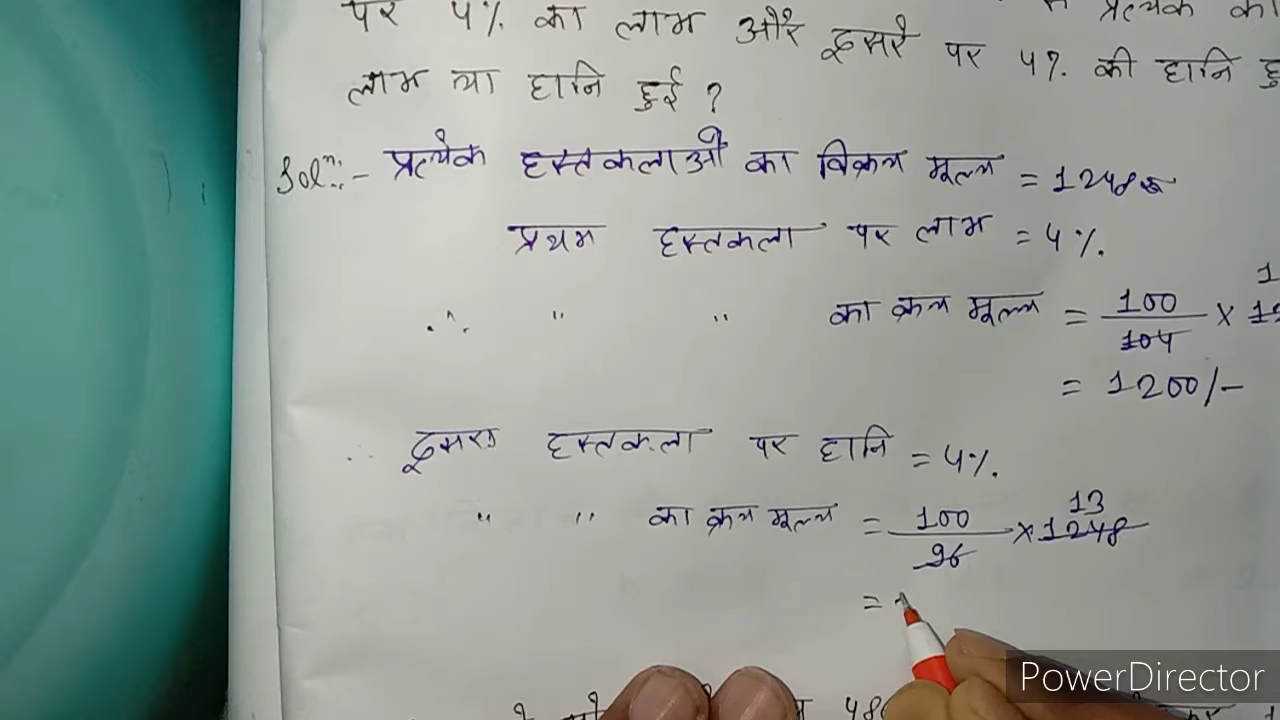 पर 4% का लाभ और दूसरे पर 4% की हानि
लाभ या हानि हुई ?
Solⁿ:- प्रत्येक हस्तकलाओं का विक्रय मूल्य = 1248रु
प्रथम हस्तकला पर लाभ = 4%.
∴ " " का क्रय मूल्य = 100/104 ×
= 1200/-
दूसरा हस्तकला पर हानि = 4%.
" " का क्रय मूल्य = 100/96 × 1248 13
=
PowerDirector